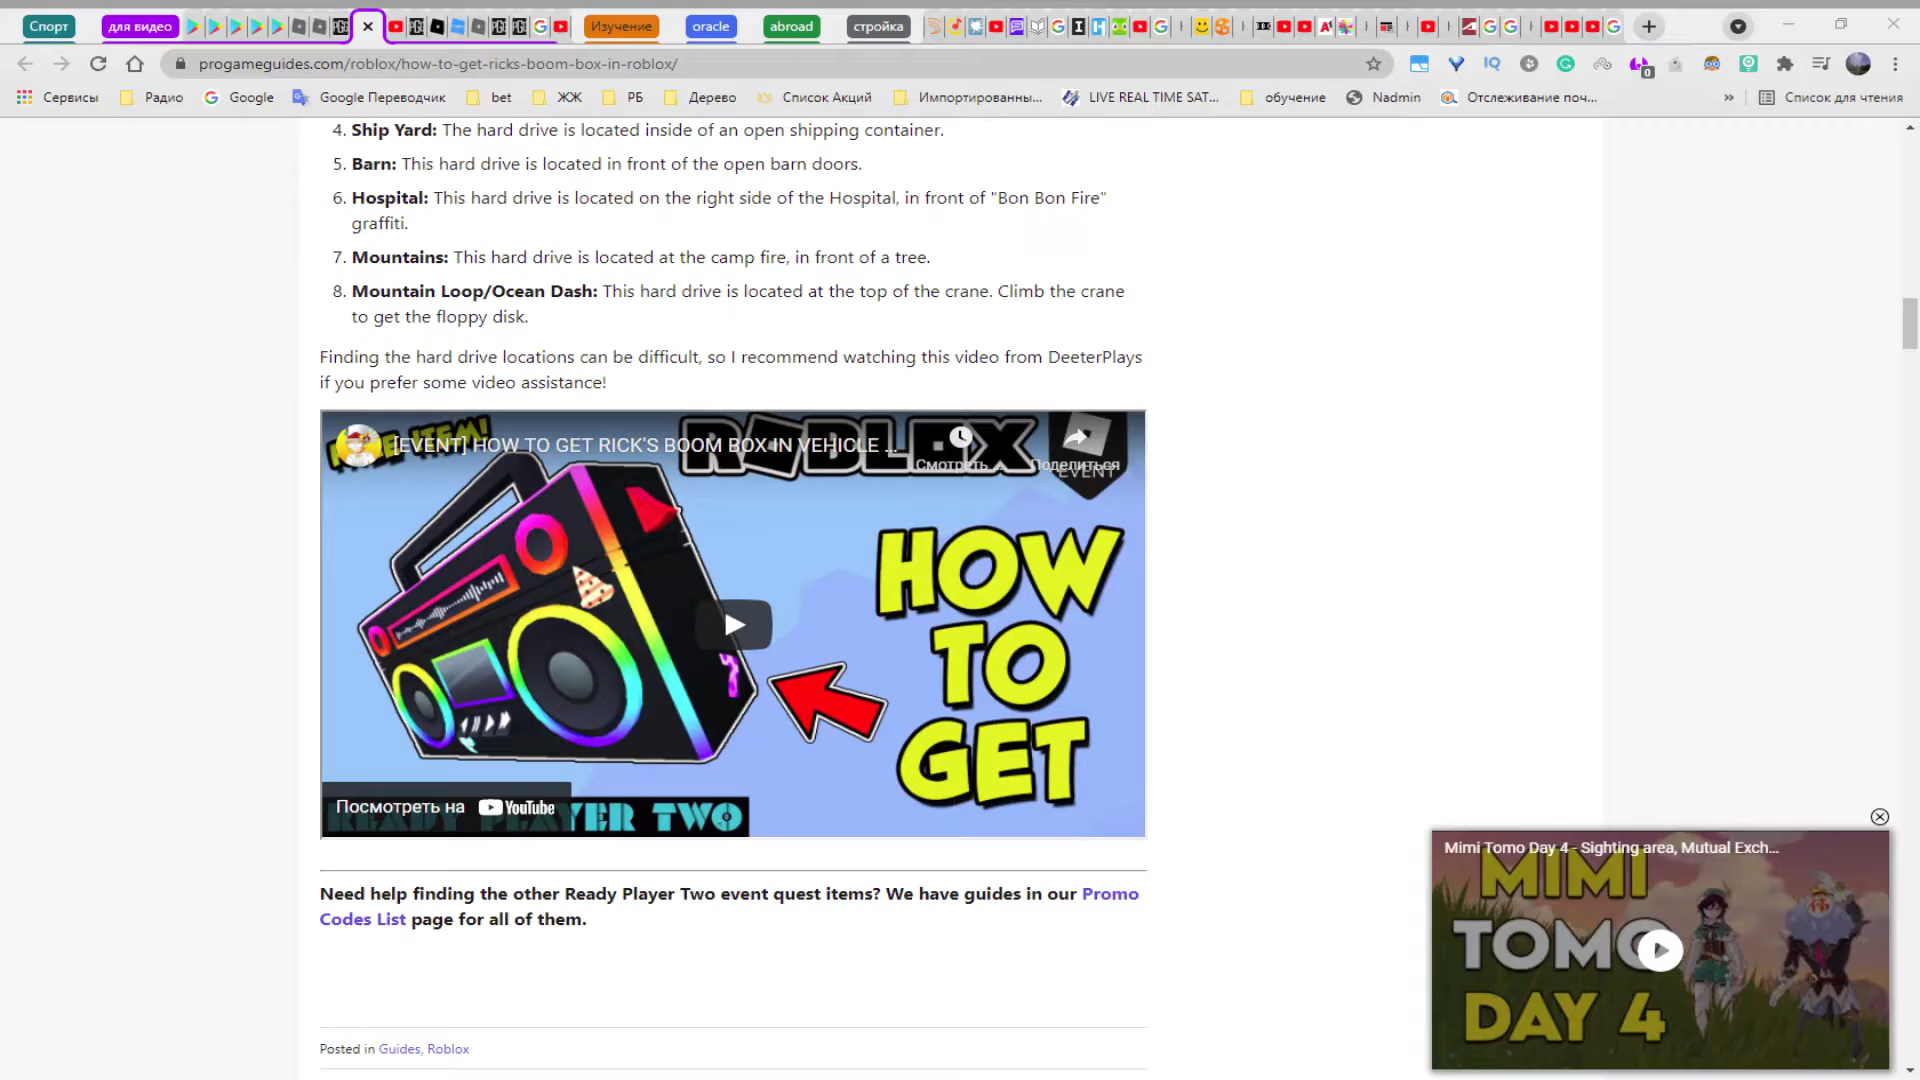 Спорт
для видео
Изучение
oracle
abroad
стройка
progameguides.com/roblox/how-to-get-ricks-boom-box-in-roblox/
IQ
0
Сервисы
Радио
Google
Google Переводчик
bet
ЖЖ
РБ
Дерево
Список Акций
Импортированны...
LIVE REAL TIME SAT...
обучение
Nadmin
Отслеживание поч...
»
Список для чтения
4. Ship Yard: The hard drive is located inside of an open shipping container.
5. Barn: This hard drive is located in front of the open barn doors.
6. Hospital: This hard drive is located on the right side of the Hospital, in front of "Bon Bon Fire"
graffiti.
7. Mountains: This hard drive is located at the camp fire, in front of a tree.
8. Mountain Loop/Ocean Dash: This hard drive is located at the top of the crane. Climb the crane
to get the floppy disk.
Finding the hard drive locations can be difficult, so I recommend watching this video from DeeterPlays
if you prefer some video assistance!
[EVENT] HOW TO GET RICK'S BOOM BOX IN VEHICLE ...
ROBLOX
Смотреть ...
Поделиться
EVENT
HOW
TO
GET
Посмотреть на YouTube
READY PLAYER TWO
Need help finding the other Ready Player Two event quest items? We have guides in our Promo
Codes List page for all of them.
Posted in Guides, Roblox
Mimi Tomo Day 4 - Sighting area, Mutual Exch...
MIMI
TOMO
DAY 4